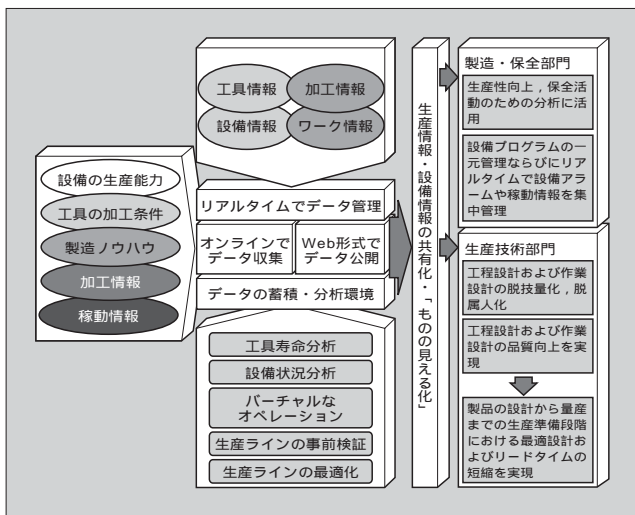 工具情報
加工情報
設備情報
ワーク情報
設備の生産能力
工具の加工条件
製造ノウハウ
加工情報
稼動情報
リアルタイムでデータ管理
オンラインで
データ収集
Web形式で
データ公開
データの蓄積・分析環境
工具寿命分析
設備状況分析
バーチャルな
オペレーション
生産ラインの事前検証
生産ラインの最適化
生産情報・設備情報の共有化・「ものの見える化」
製造・保全部門
生産性向上，保全活
動のための分析に活
用
設備プログラムの一
元管理ならびにリア
ルタイムで設備アラ
ームや稼動情報を集
中管理
生産技術部門
工程設計および作業
設計の脱技量化，脱
属人化
工程設計および作業
設計の品質向上を実
現
製品の設計から量産
までの生産準備段階
における最適設計お
よびリードタイムの
短縮を実現